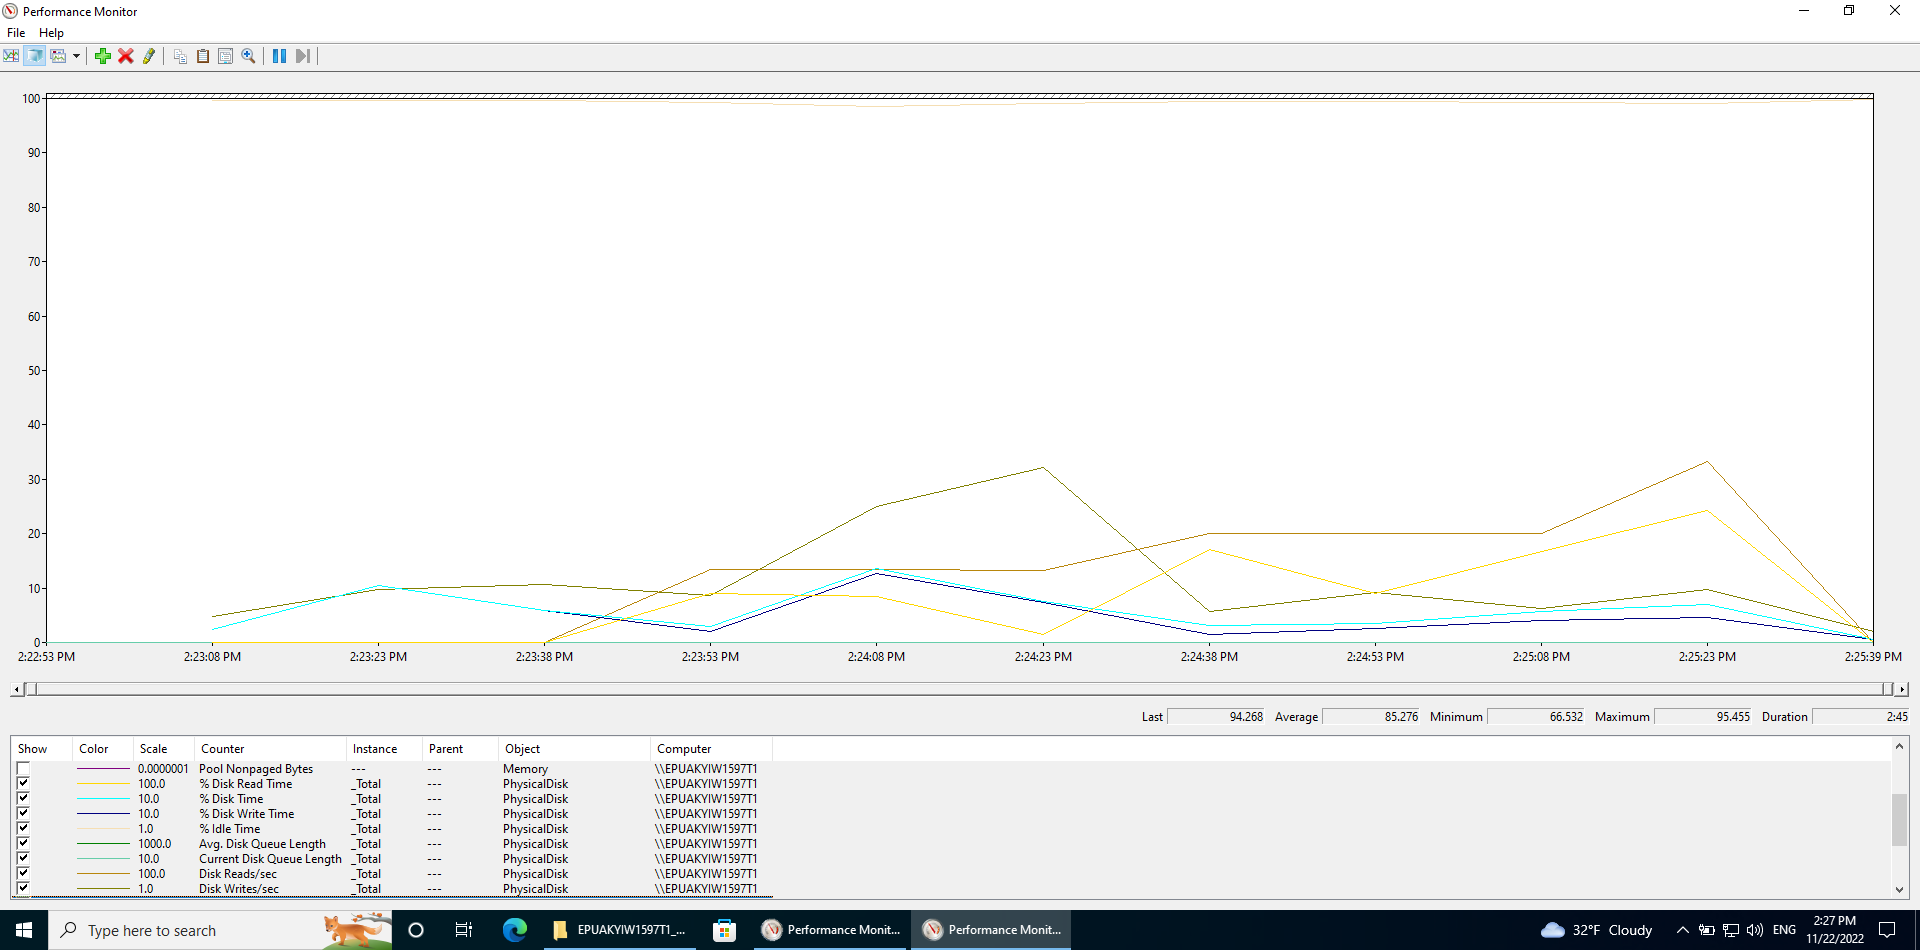 Performance Monitor
File Help
100
90
80
70
60
50
40
30
20
10
0
2:22:53 PM 2:23:08 PM 2:23:23 PM 2:23:38 PM 2:23:53 PM 2:24:08 PM 2:24:23 PM 2:24:38 PM 2:24:53 PM 2:25:08 PM 2:25:23 PM 2:25:39 PM
Last 94.268 Average 85.276 Minimum 66.532 Maximum 95.455 Duration 2:45
Show Color Scale Counter Instance Parent Object Computer
0.0000001 Pool Nonpaged Bytes --- --- Memory \\EPUAKYIW1597T1
100.0 % Disk Read Time _Total --- PhysicalDisk \\EPUAKYIW1597T1
10.0 % Disk Time _Total --- PhysicalDisk \\EPUAKYIW1597T1
10.0 % Disk Write Time _Total --- PhysicalDisk \\EPUAKYIW1597T1
1.0 % Idle Time _Total --- PhysicalDisk \\EPUAKYIW1597T1
1000.0 Avg. Disk Queue Length _Total --- PhysicalDisk \\EPUAKYIW1597T1
10.0 Current Disk Queue Length _Total --- PhysicalDisk \\EPUAKYIW1597T1
100.0 Disk Reads/sec _Total --- PhysicalDisk \\EPUAKYIW1597T1
1.0 Disk Writes/sec _Total --- PhysicalDisk \\EPUAKYIW1597T1
Type here to search EPUAKYIW1597T1_... Performance Monit... Performance Monit... 32°F Cloudy ENG 2:27 PM
11/22/2022